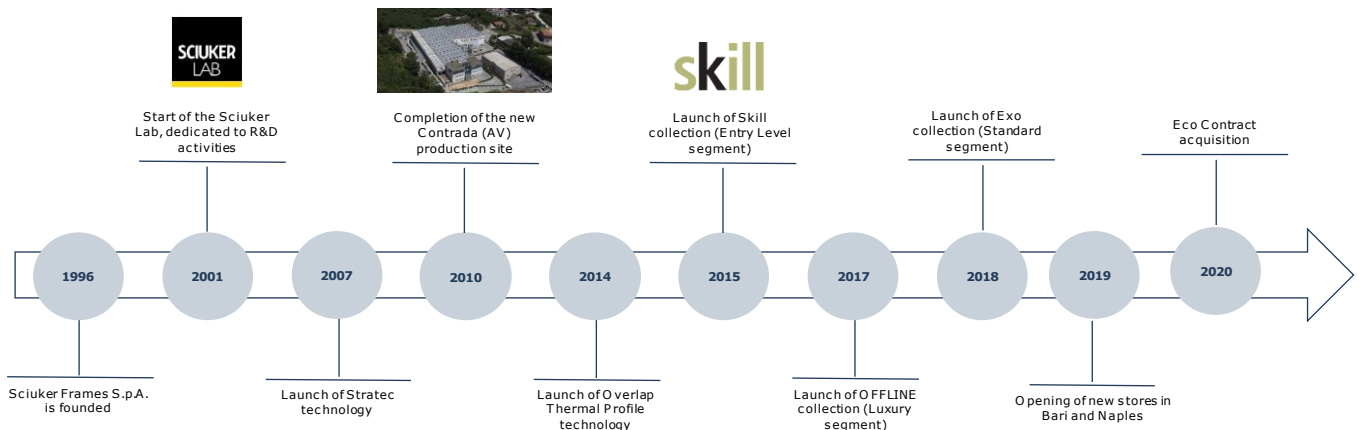 SCIUKER
LAB
skill
Start of the Sciuker
Lab, dedicated to R&D
activities
Completion of the new
Contrada (AV)
production site
Launch of Skill
collection (Entry Level
segment)
Launch of Exo
collection (Standard
segment)
Eco Contract
acquisition
1996
2001
2007
2010
2014
2015
2017
2018
2019
2020
Sciuker Frames S.p.A.
is founded
Launch of Stratec
technology
Launch of Overlap
Thermal Profile
technology
Launch of OFFLINE
collection (Luxury
segment)
Opening of new stores in
Bari and Naples